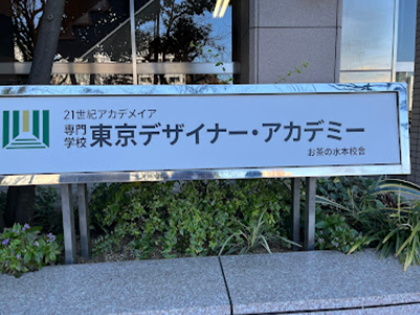 21世紀アカデメイア
専門学校 東京デザイナー・アカデミー
お茶の水本校舎